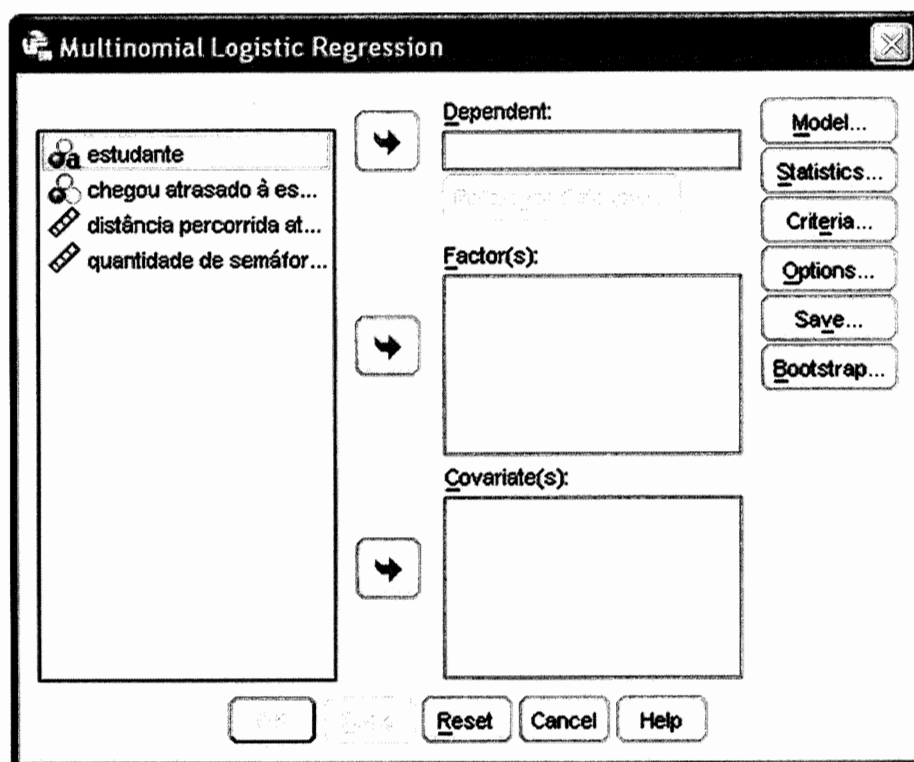 Multinomial Logistic Regression
estudante
chegou atrasado à es...
distância percorrida at...
quantidade de semáfor...
Dependent:
Factor(s):
Covariate(s):
Model...
Statistics...
Criteria...
Options...
Save...
Bootstrap...
Reset
Cancel
Help